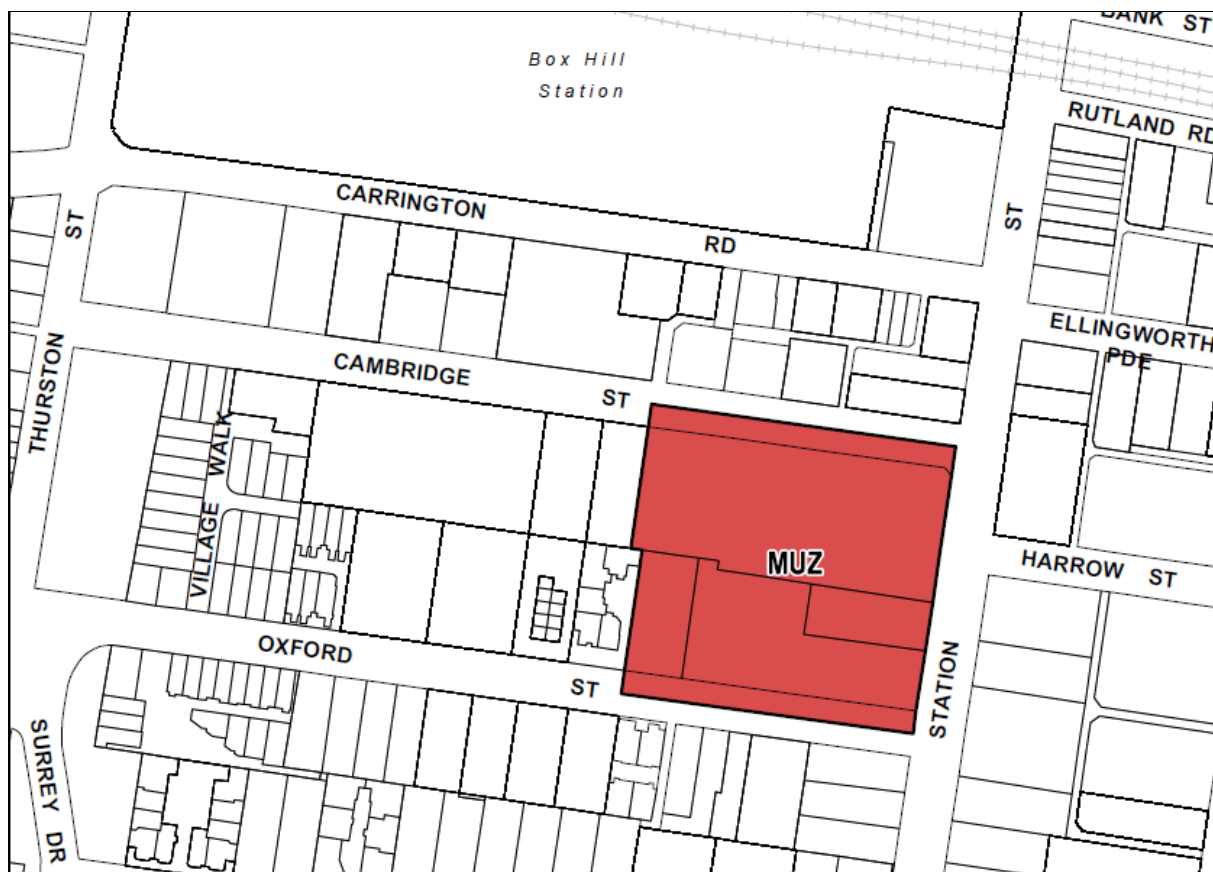 BANK ST
Box Hill
Station
RUTLAND RD
CARRINGTON
RD
ST
ST
ELLINGWORTH
PDE
THURSTON
CAMBRIDGE
ST
VILLAGE WALK
MUZ
HARROW ST
OXFORD
ST
STATION
SURREY DR